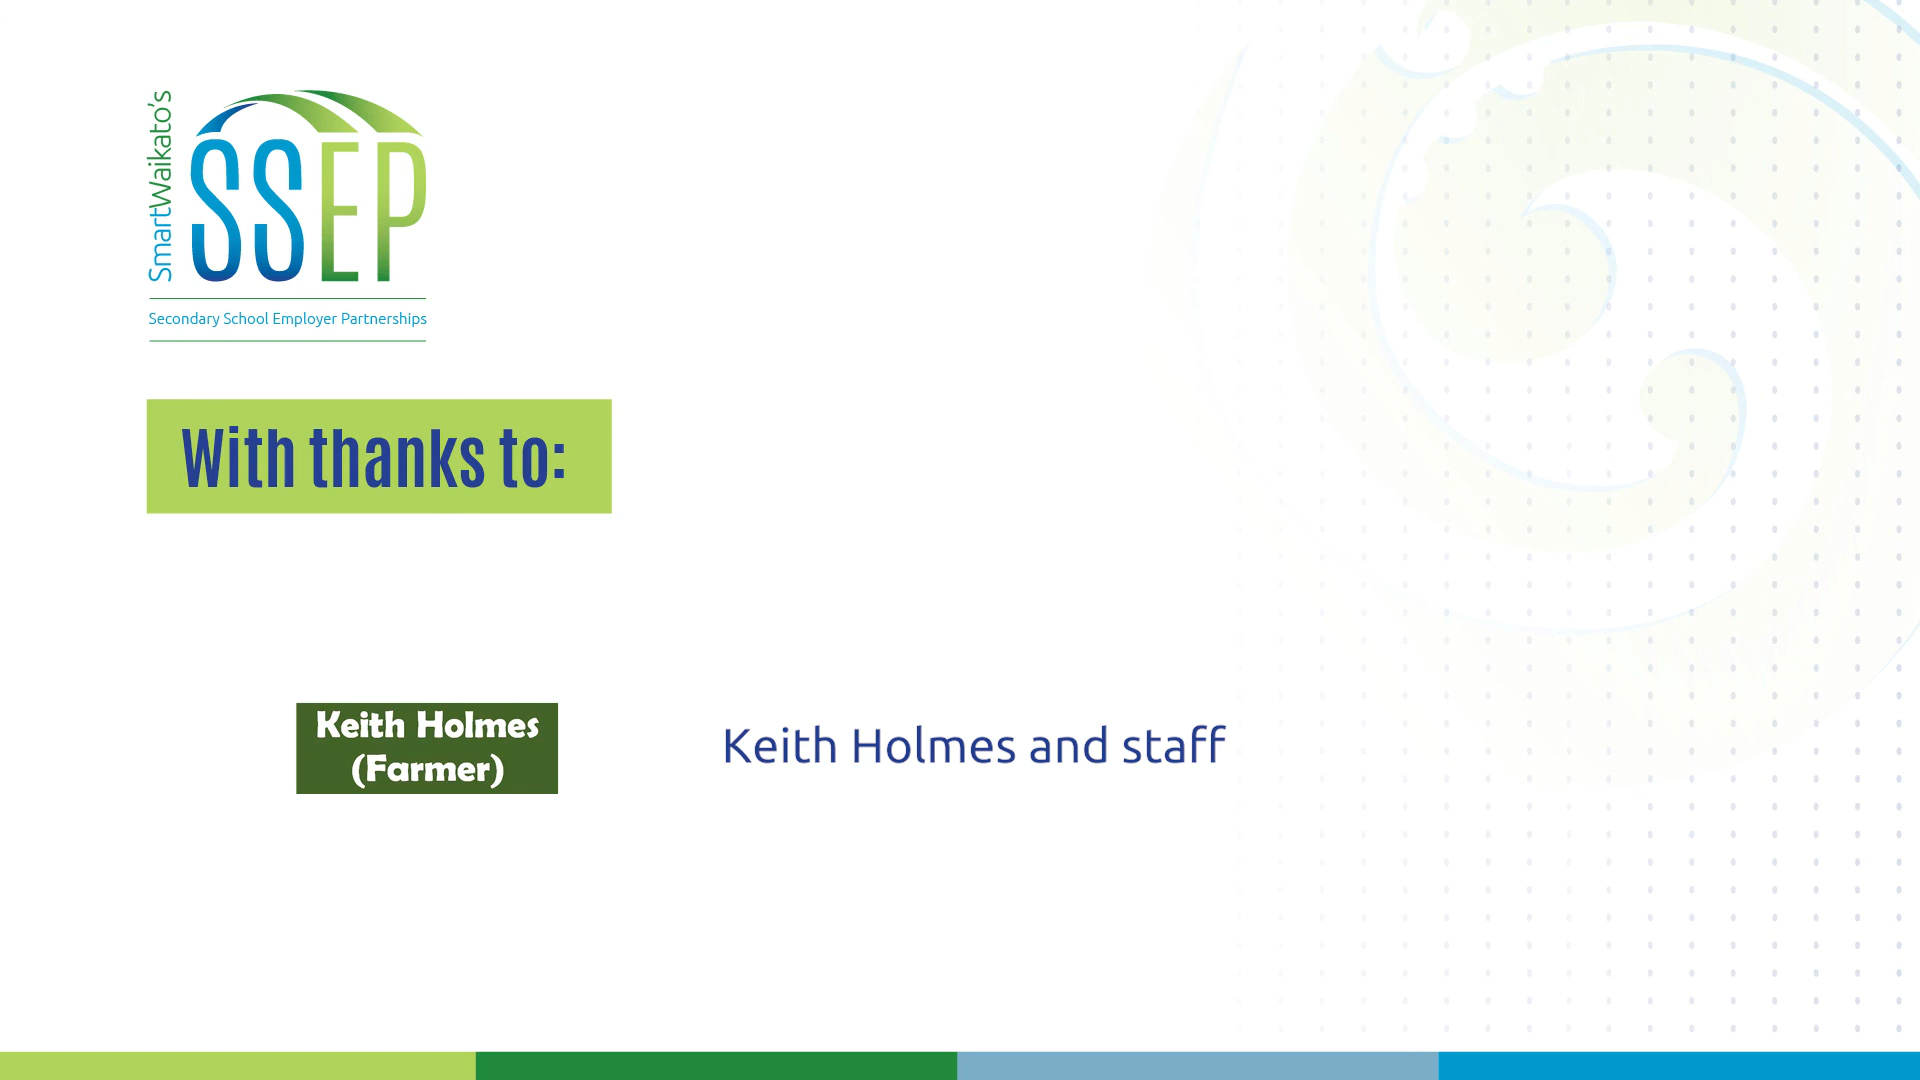 SmartWaikato's
SSEP
Secondary School Employer Partnerships
With thanks to:
Keith Holmes
(Farmer)
Keith Holmes and staff